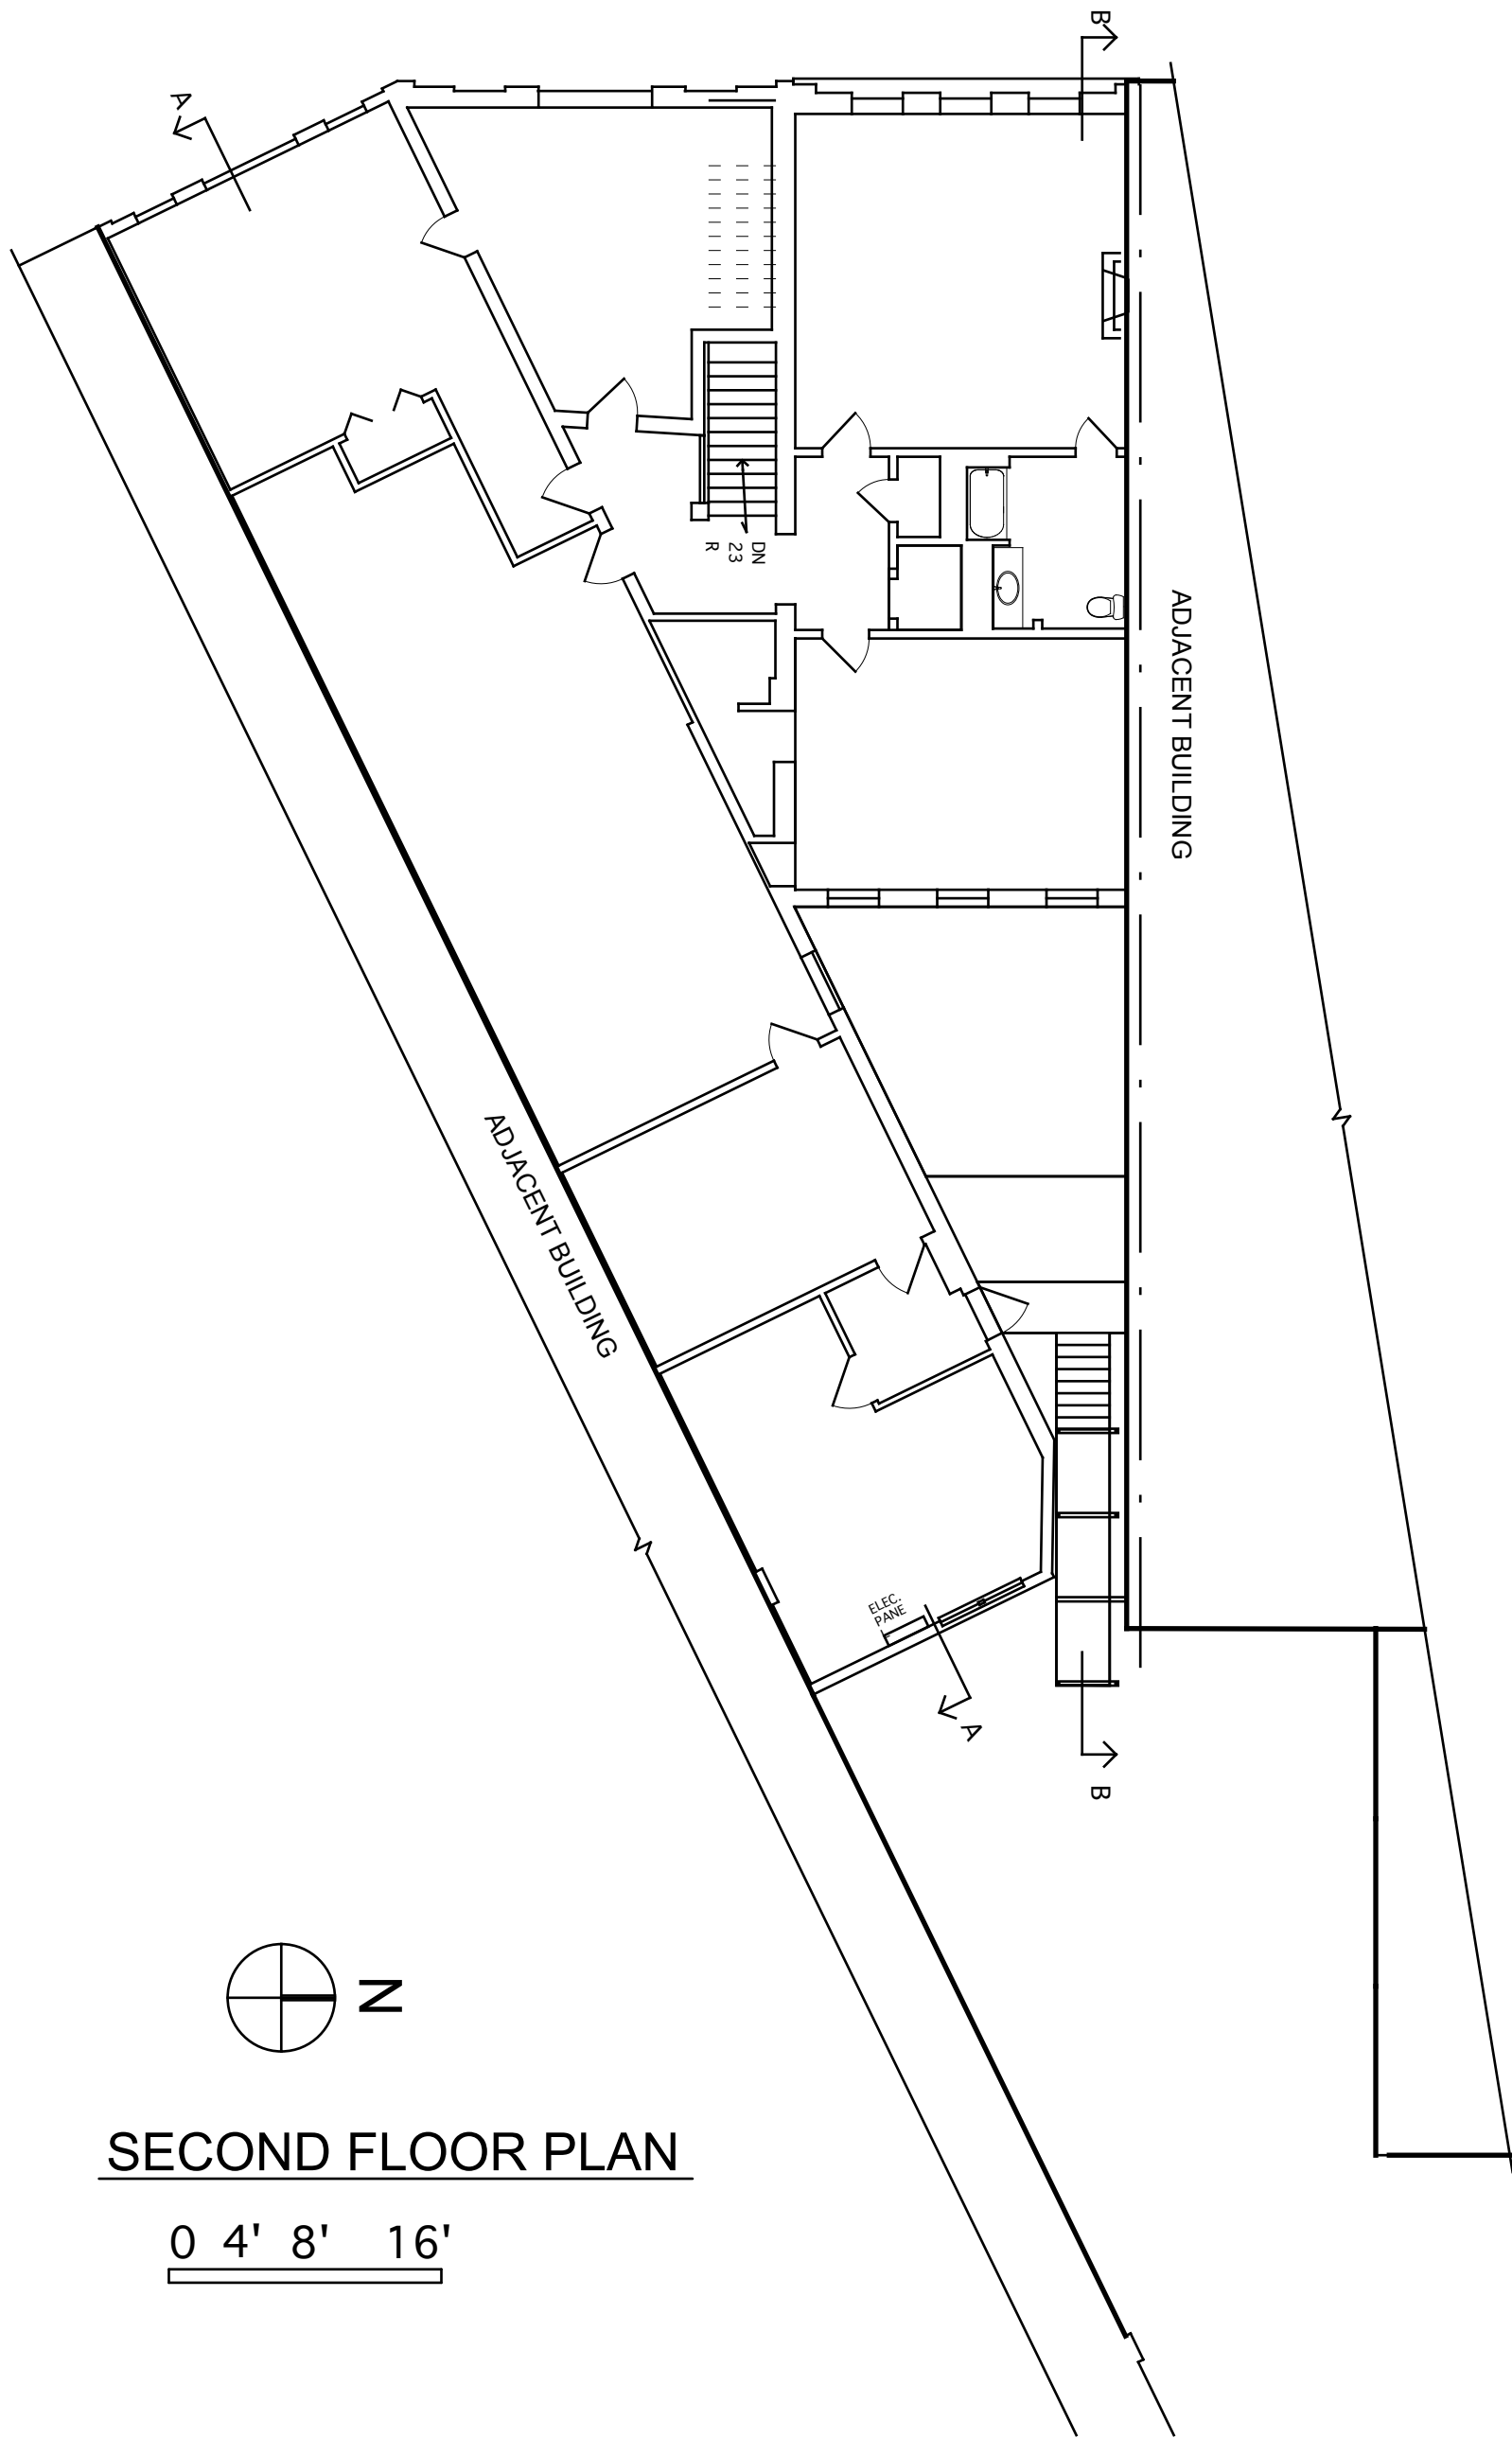 B
A
DN
23
R
ADJACENT BUILDING
ADJACENT BUILDING
ELEC.
PANE
A
B
N
SECOND FLOOR PLAN
0 4' 8' 16'